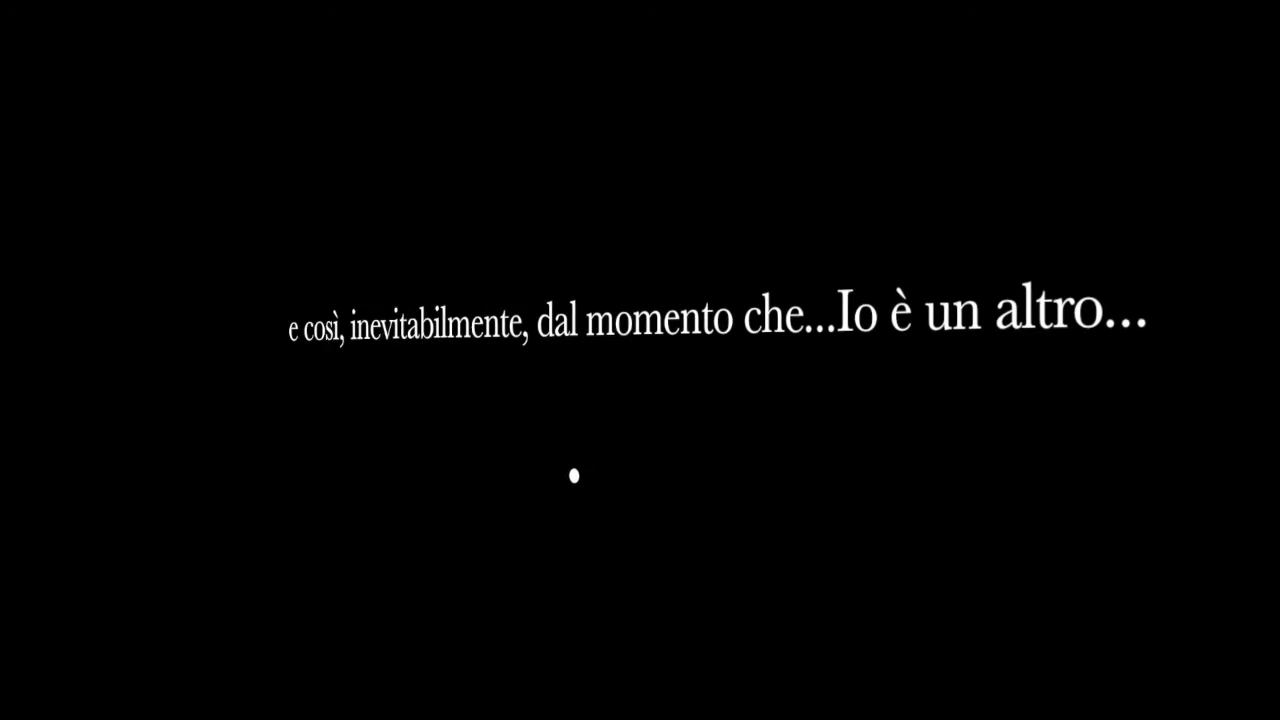 e così, inevitabilmente, dal momento che...Io è un altro...
.